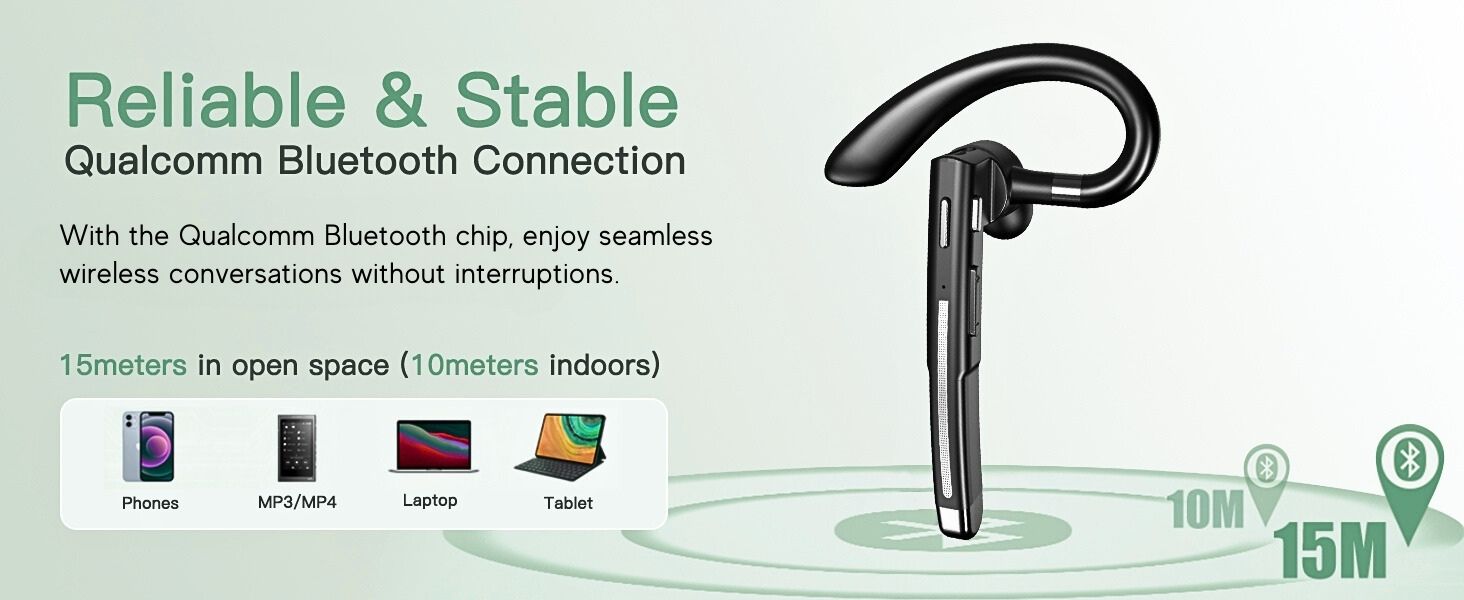 Reliable & Stable
Qualcomm Bluetooth Connection
With the Qualcomm Bluetooth chip, enjoy seamless
wireless conversations without interruptions.
15meters in open space (10meters indoors)
Phones
MP3/MP4
Laptop
Tablet
10M
15M